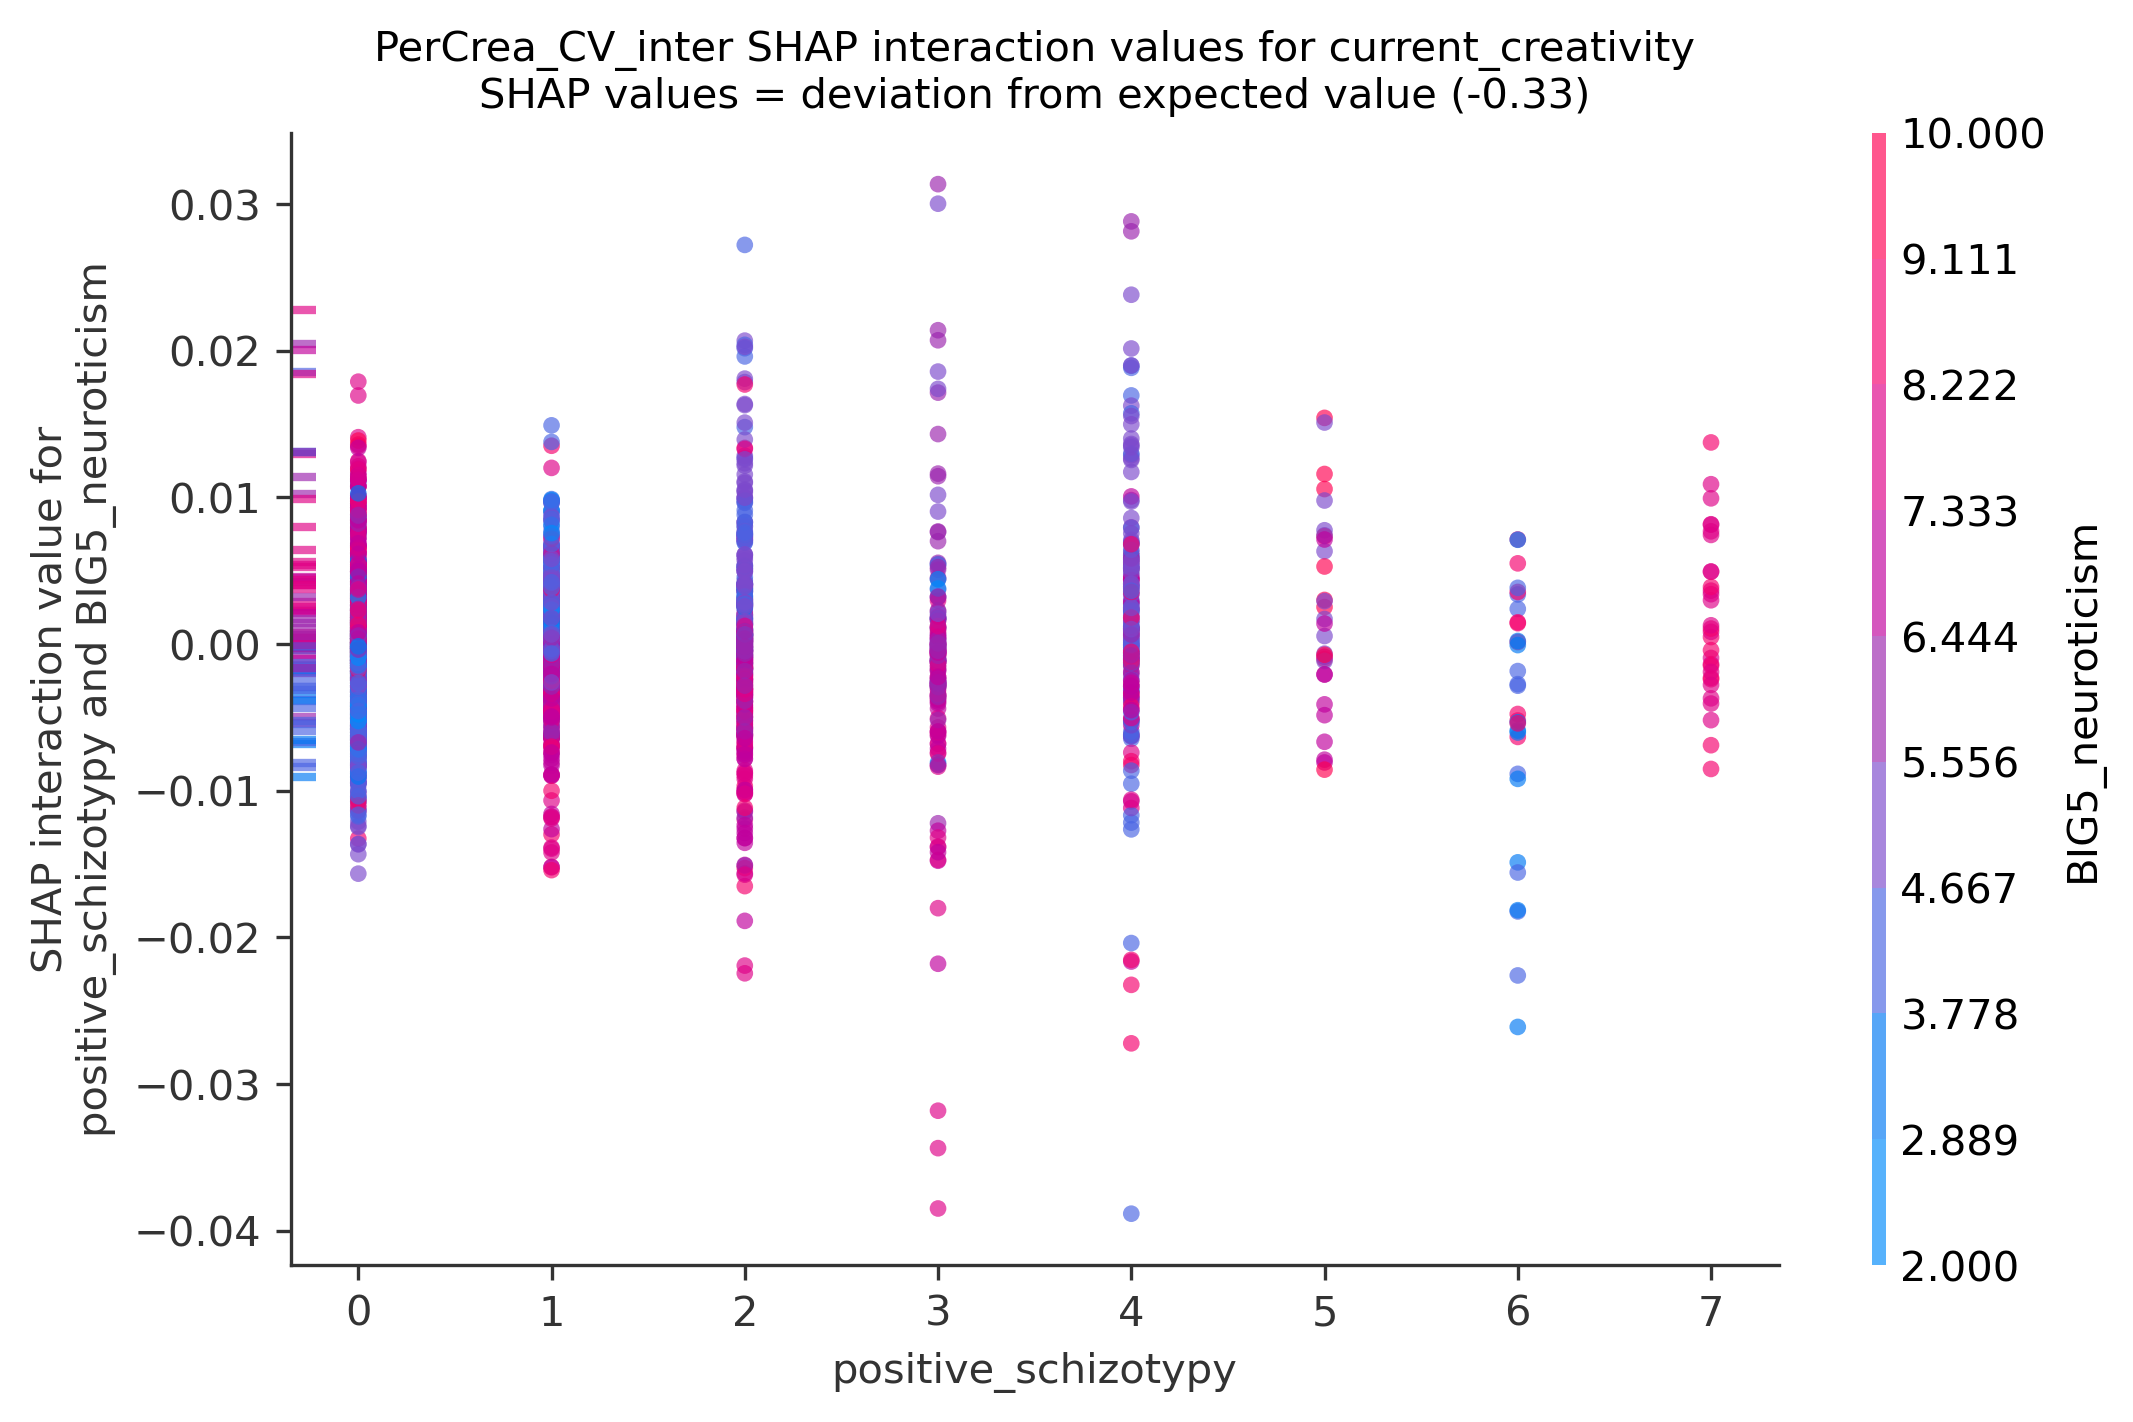 PerCrea_CV_inter SHAP interaction values for current_creativity
SHAP values = deviation from expected value (-0.33)
SHAP interaction value for
positive_schizotypy and BIG5_neuroticism
0.03
0.02
0.01
0.00
−0.01
−0.02
−0.03
−0.04
0 1 2 3 4 5 6 7
positive_schizotypy
10.000
9.111
8.222
7.333
6.444
5.556
4.667
3.778
2.889
2.000
BIG5_neuroticism